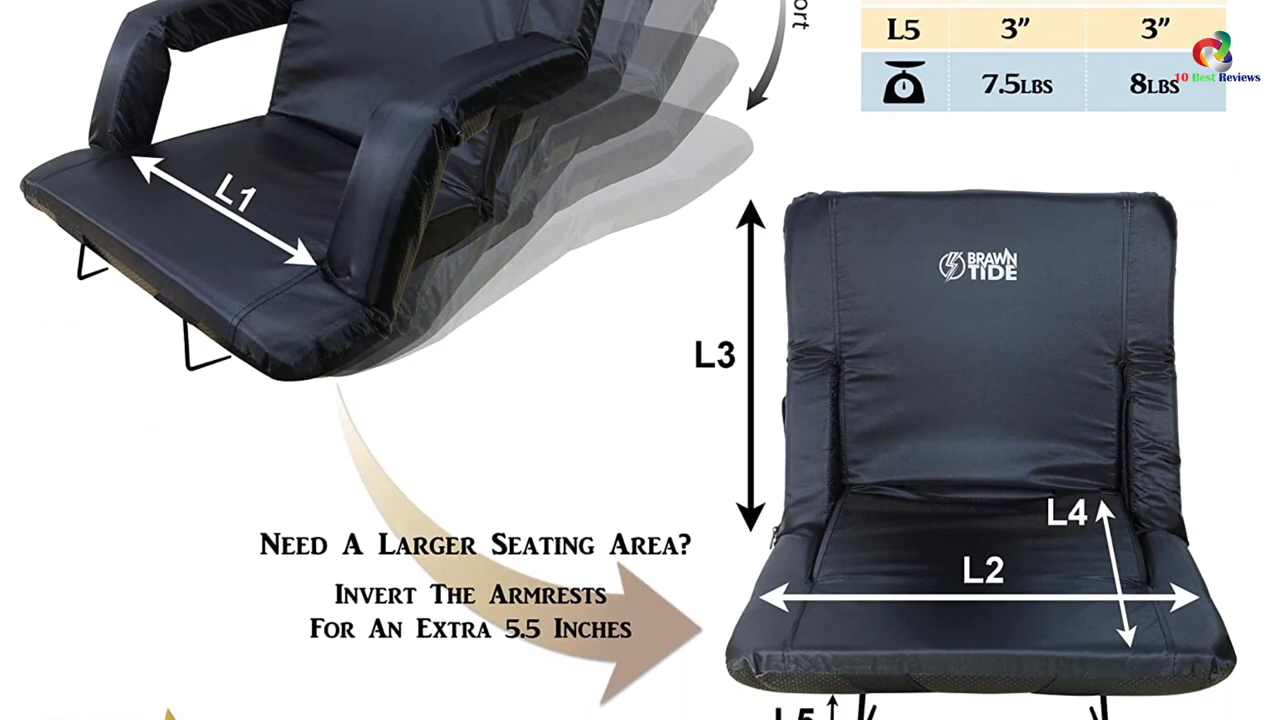 ort
L5 3” 3”
10 Best Reviews
7.5LBS 8LBS
L1
BRAWN
TIDE
L3
L4
NEED A LARGER SEATING AREA?
L2
INVERT THE ARMRESTS
FOR AN EXTRA 5.5 INCHES
L5